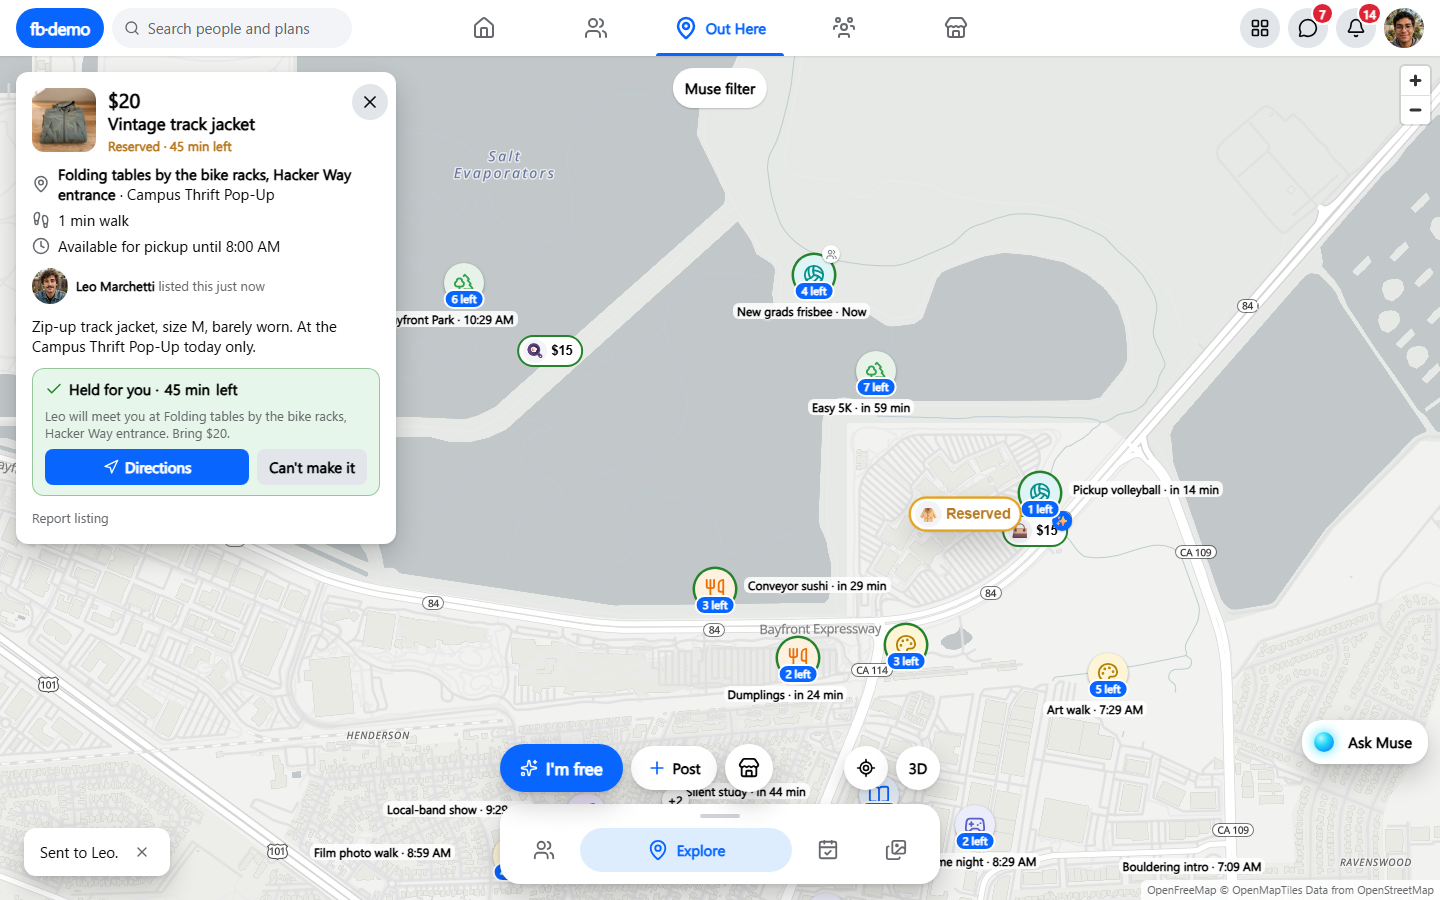 fb-demo
Search people and plans
Out Here
7
14
Muse filter
$20
Vintage track jacket
Reserved · 45 min left
Folding tables by the bike racks, Hacker Way
entrance · Campus Thrift Pop-Up
1 min walk
Available for pickup until 8:00 AM
Leo Marchetti listed this just now
Zip-up track jacket, size M, barely worn. At the
Campus Thrift Pop-Up today only.
Held for you · 45 min left
Leo will meet you at Folding tables by the bike racks,
Hacker Way entrance. Bring $20.
Directions
Can't make it
Report listing
Salt
Evaporators
6 left
yfront Park · 10:29 AM
$15
4 left
New grads frisbee · Now
84
7 left
Easy 5K · in 59 min
Pickup volleyball · in 14 min
1 left
Reserved
$15
CA 109
Conveyor sushi · in 29 min
3 left
84
84
84
Bayfront Expressway
3 left
2 left
CA 114
Dumplings · in 24 min
5 left
Art walk · 7:29 AM
101
HENDERSON
Ask Muse
I'm free
Post
3D
Silent study · in 44 min
+2
Local-band show · 9:29
Sent to Leo.
101
Film photo walk · 8:59 AM
Explore
2 left
me night · 8:29 AM
CA 109
Bouldering intro · 7:09 AM
RAVENSWOOD
OpenFreeMap © OpenMapTiles Data from OpenStreetMap